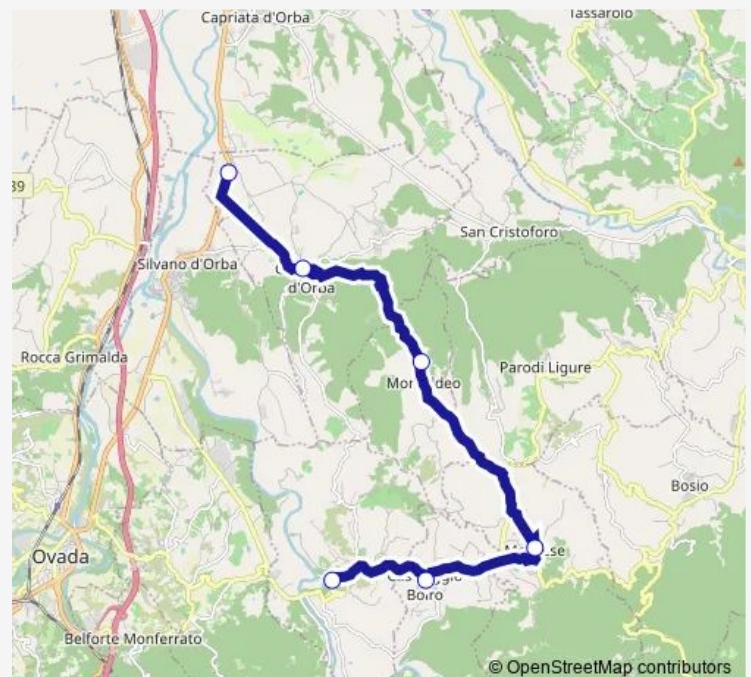 Capriata d'Orba
Tassarolo
39
San Cristoforo
Silvano d'Orba
d'Orba
Rocca Grimalda
Parodi Ligure
Bosio
Ovada
Belforte Monferrato
© OpenStreetMap contributors